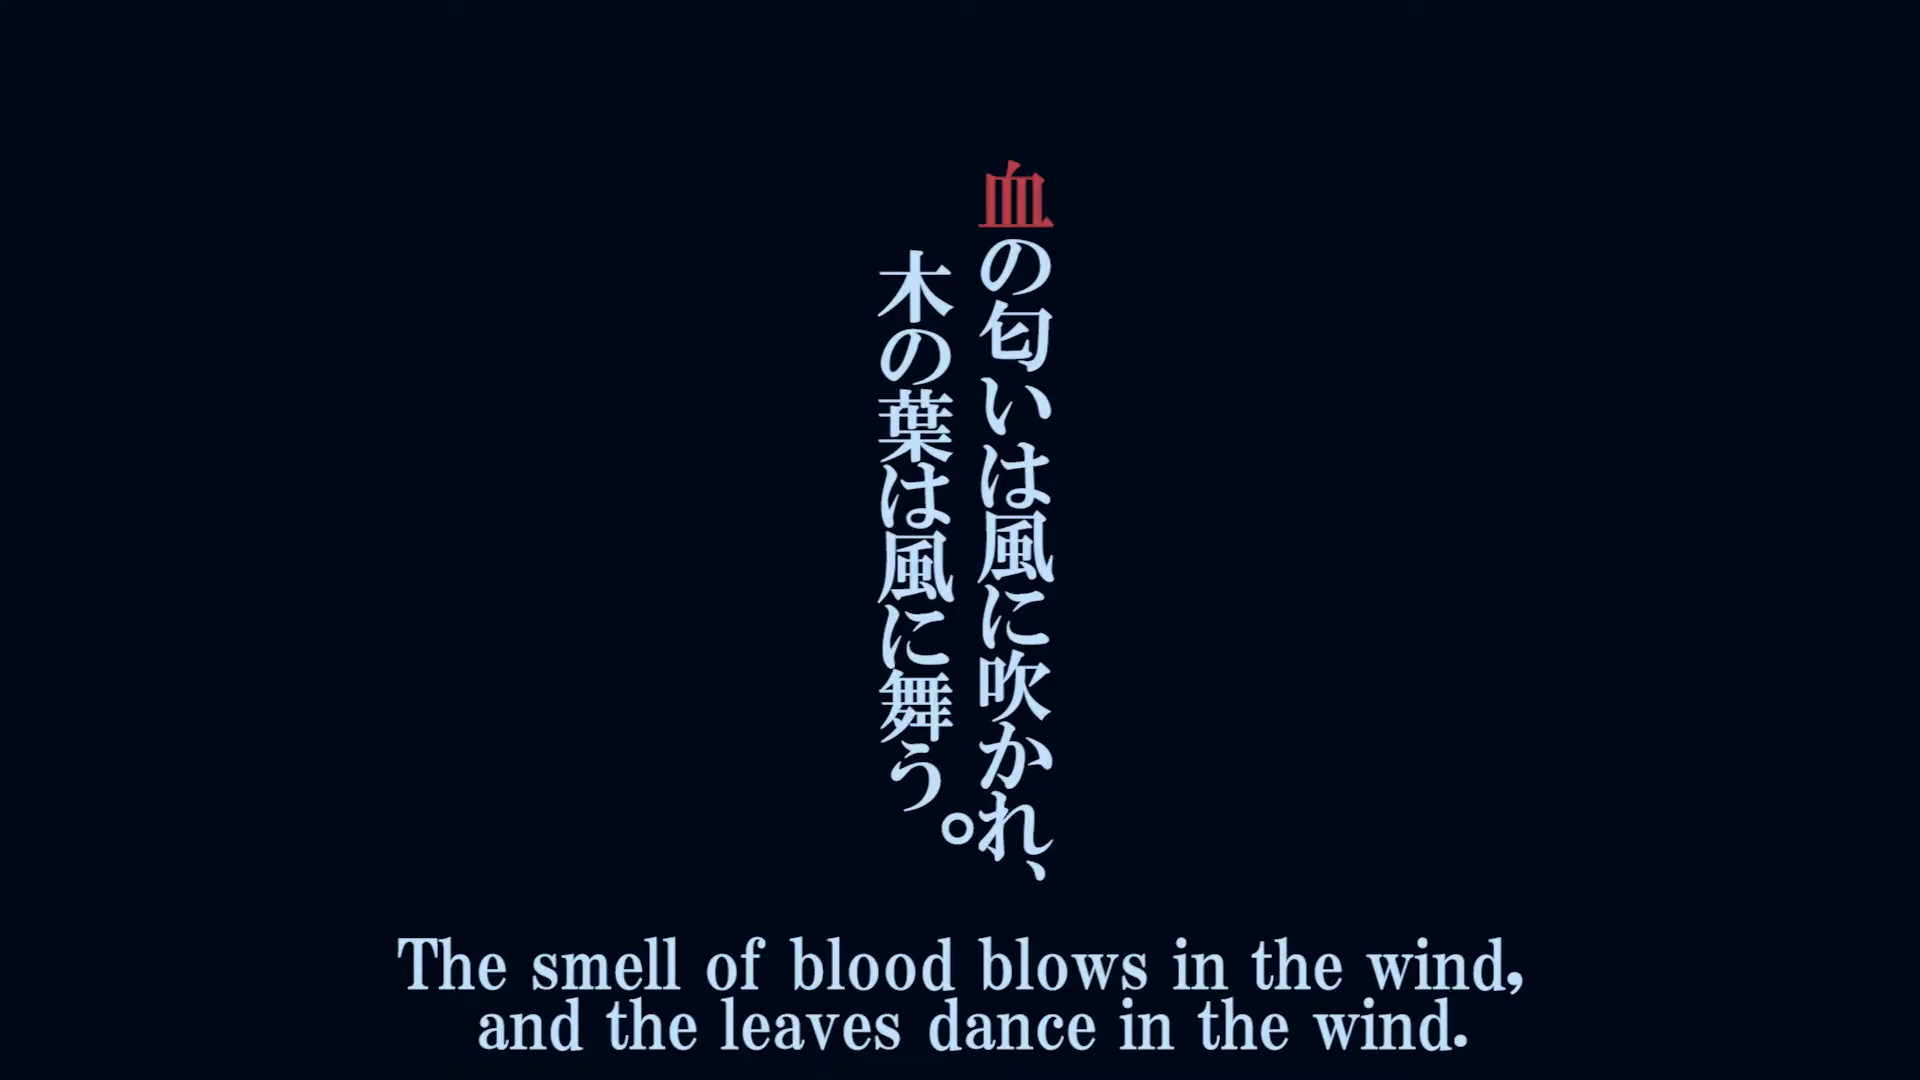 血の匂いは風に吹かれ、
木の葉は風に舞う。
The smell of blood blows in the wind,
and the leaves dance in the wind.